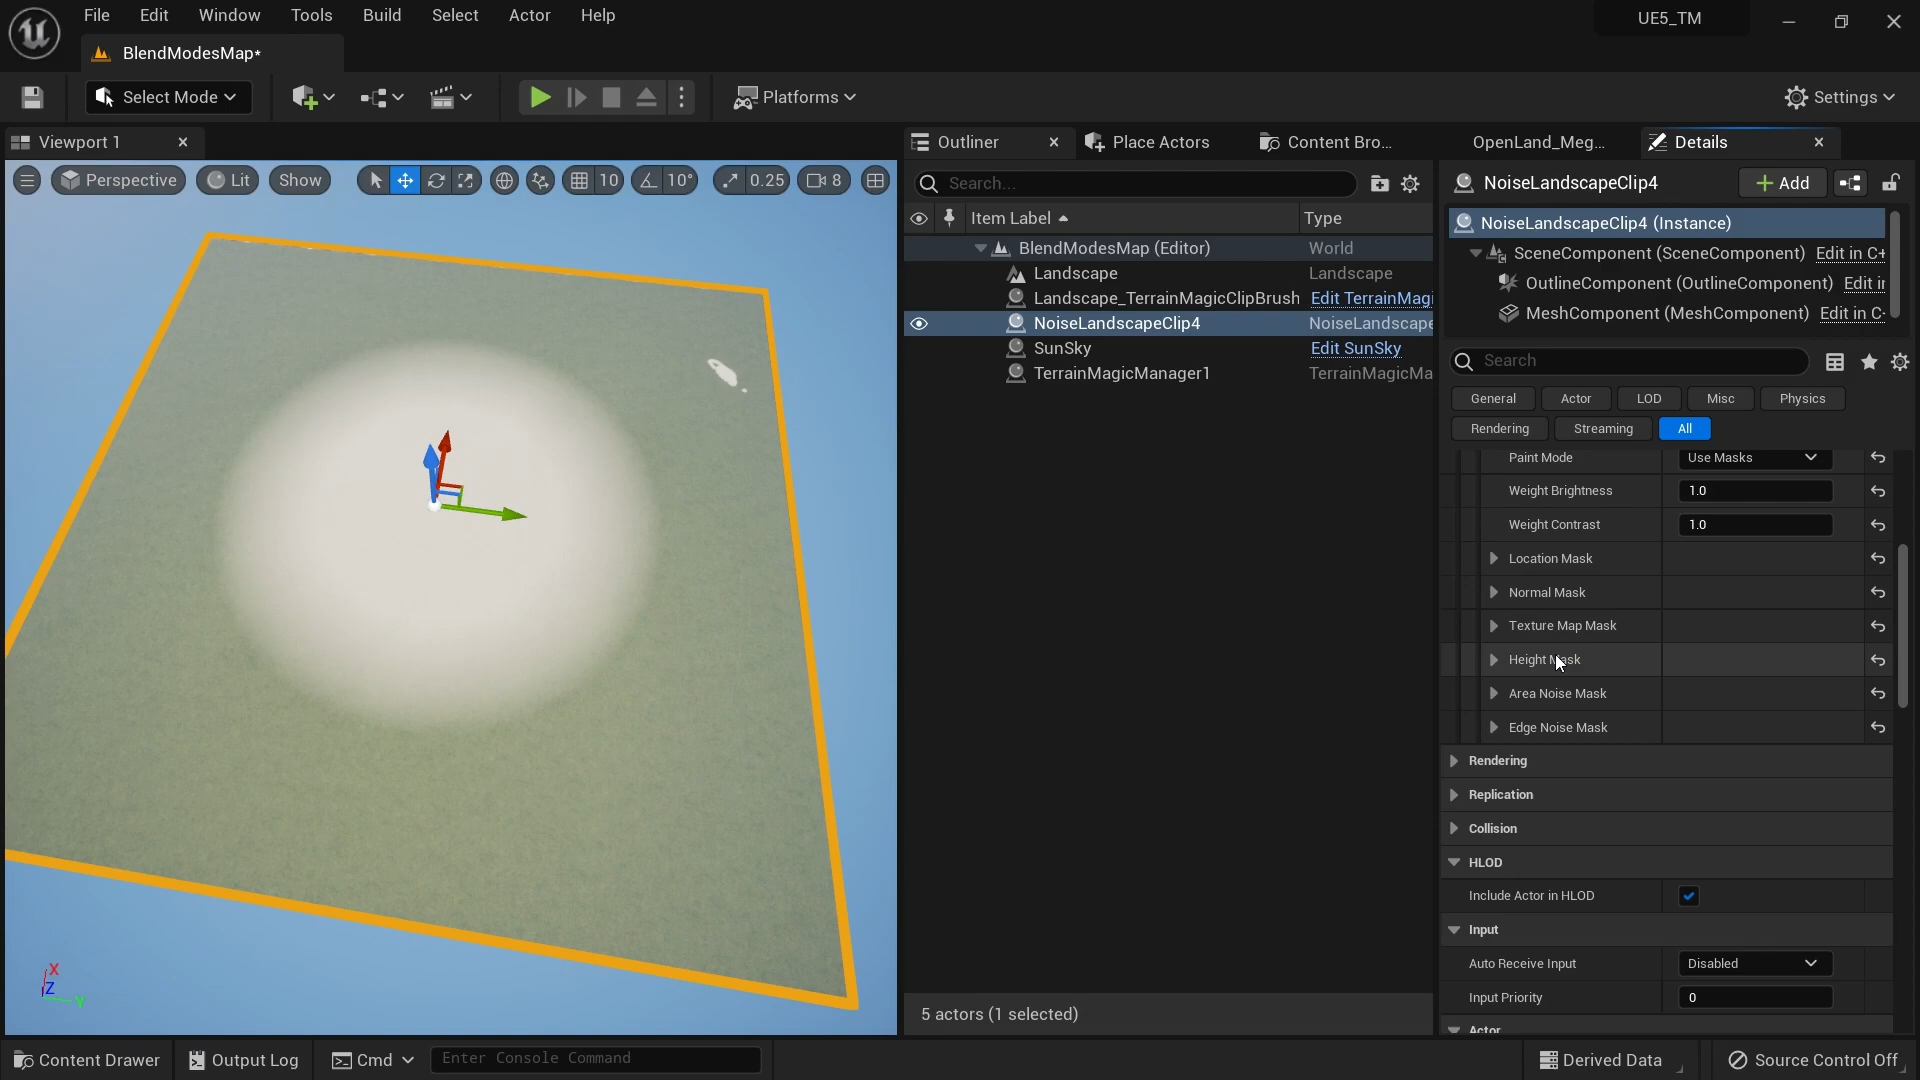 File Edit Window Tools Build Select Actor Help
UE5_TM
BlendModesMap*
Select Mode
Platforms
Settings
Viewport 1
Perspective Lit Show 10 10° 0.25 8
X
Z
Y
Outliner Place Actors Content Bro...
Search...
Item Label Type
BlendModesMap (Editor) World
Landscape Landscape
Landscape_TerrainMagicClipBrush Edit TerrainMagi
NoiseLandscapeClip4 NoiseLandscape
SunSky Edit SunSky
TerrainMagicManager1 TerrainMagicMa
5 actors (1 selected)
OpenLand_Meg... Details
NoiseLandscapeClip4 Add
NoiseLandscapeClip4 (Instance)
SceneComponent (SceneComponent) Edit in C+
OutlineComponent (OutlineComponent) Edit in
MeshComponent (MeshComponent) Edit in C
Search
General Actor LOD Misc Physics
Rendering Streaming All
Paint Mode Use Masks
Weight Brightness 1.0
Weight Contrast 1.0
Location Mask
Normal Mask
Texture Map Mask
Height Mask
Area Noise Mask
Edge Noise Mask
Rendering
Replication
Collision
HLOD
Include Actor in HLOD
Input
Auto Receive Input Disabled
Input Priority 0
Actor
Content Drawer Output Log Cmd Enter Console Command Derived Data Source Control Off